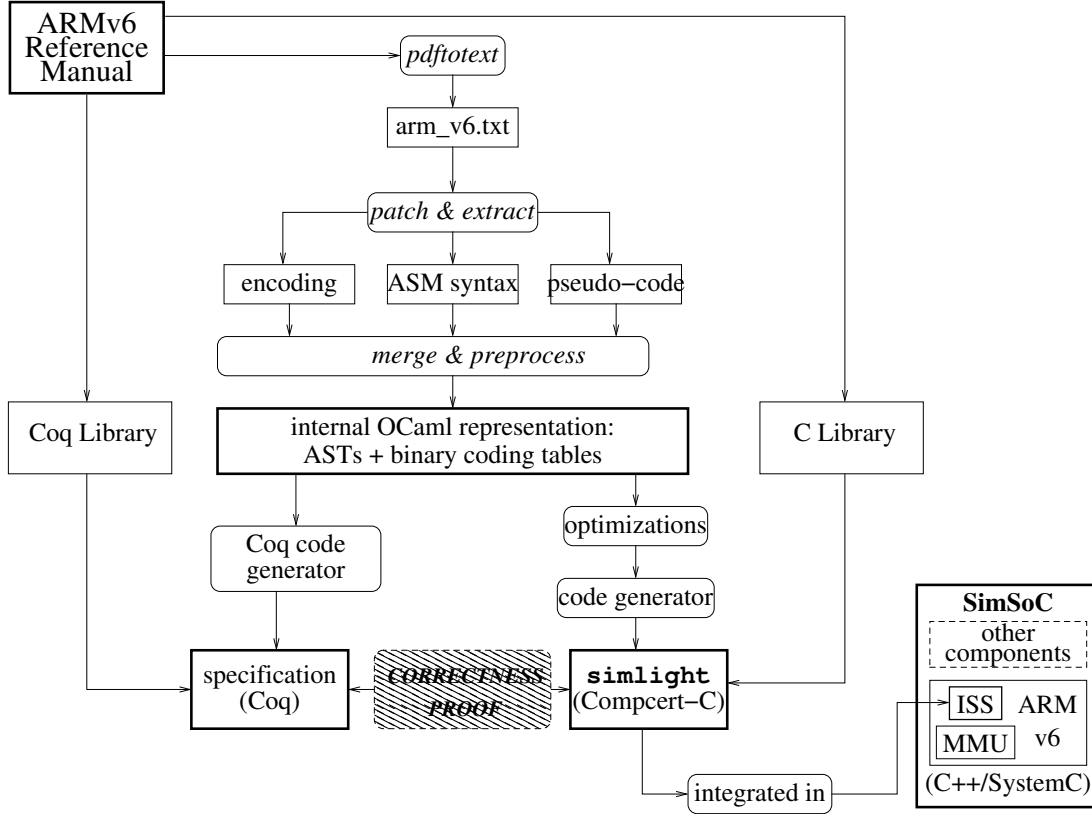 ARMv6
Reference
Manual
pdftotext
arm_v6.txt
patch & extract
encoding
ASM syntax
pseudo−code
merge & preprocess
Coq Library
internal OCaml representation:
ASTs + binary coding tables
C Library
optimizations
Coq code
generator
code generator
specification
(Coq)
CORRECTNESS
PROOF
simlight
(Compcert−C)
integrated in
SimSoC
other
components
ISS
ARM
v6
MMU
(C++/SystemC)